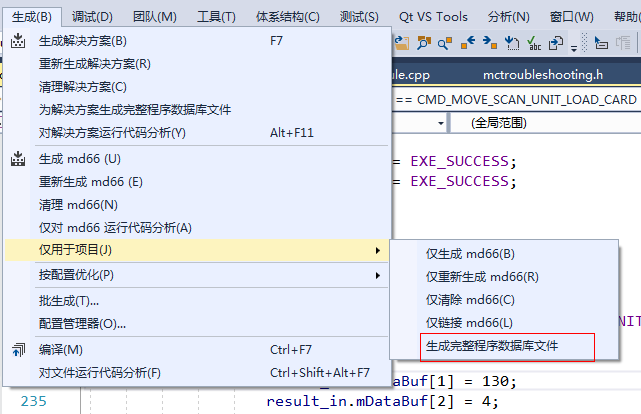 生成(B) 调试(D) 团队(M) 工具(T) 体系结构(C) 测试(S) Qt VS Tools 分析(N) 窗口(W) 帮助(
生成解决方案(B) F7
重新生成解决方案(R)
清理解决方案(C)
为解决方案生成完整程序数据库文件
对解决方案运行代码分析(Y) Alt+F11
生成 md66 (U)
重新生成 md66 (E)
清理 md66(N)
仅对 md66 运行代码分析(A)
仅用于项目(J)
按配置优化(P)
批生成(T)...
配置管理器(O)...
编译(M) Ctrl+F7
对文件运行代码分析(F) Ctrl+Shift+Alt+F7
仅生成 md66(B)
仅重新生成 md66(R)
仅清除 md66(C)
仅链接 md66(L)
生成完整程序数据库文件
abc
ule.cpp mctroubleshooting.h
== CMD_MOVE_SCAN_UNIT_LOAD_CARD
(全局范围)
= EXE_SUCCESS;
= EXE_SUCCESS;
NIT
DataBuf[1] = 130;
235 result_in.mDataBuf[2] = 4;